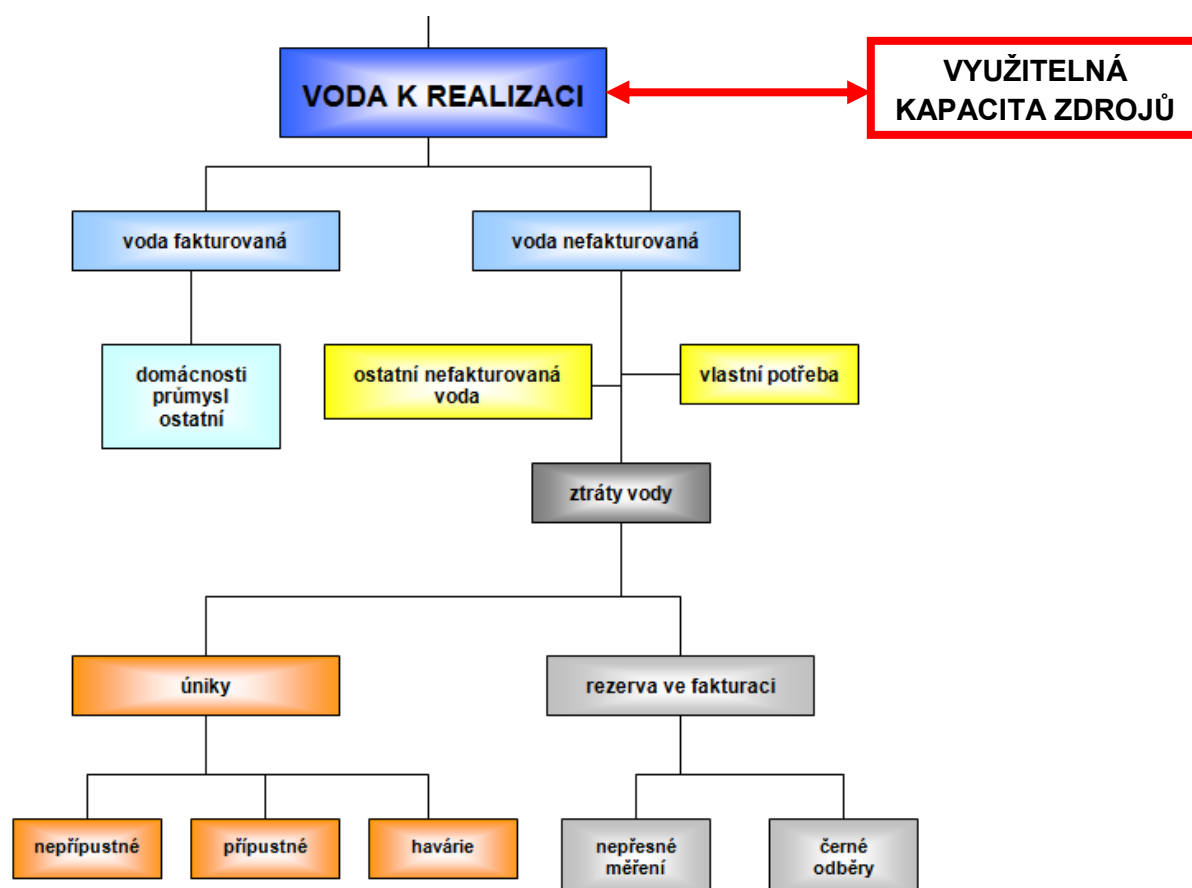 VODA K REALIZACI
VYUŽITELNÁ
KAPACITA ZDROJŮ
voda fakturovaná
voda nefakturovaná
domácnosti
průmysl
ostatní
ostatní nefakturovaná
voda
vlastní potřeba
ztráty vody
úniky
rezerva ve fakturaci
nepřípustné
přípustné
havárie
nepřesné
měření
černé
odběry